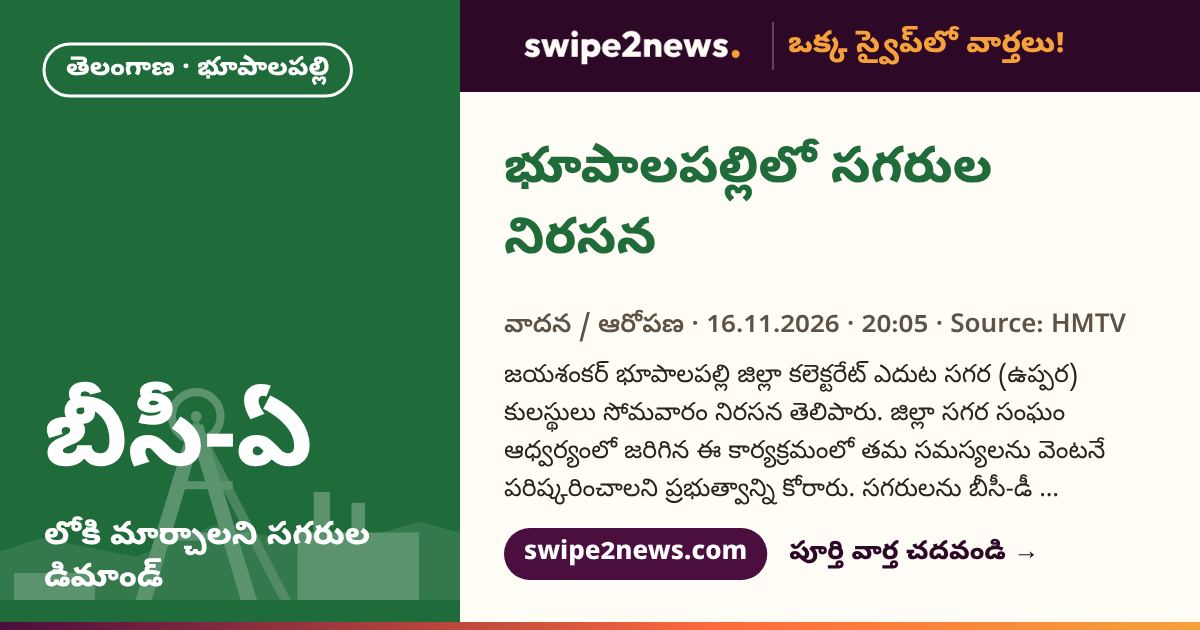 తెలంగాణ · భూపాలపల్లి
బీసీ-ఏ
లోకి మార్చాలని సగరుల
డిమాండ్
swipe2news.
ఒక్క స్వైప్‌లో వార్తలు!
భూపాలపల్లిలో సగరుల
నిరసన
వాదన / ఆరోపణ · 16.11.2026 · 20:05 · Source: HMTV
జయశంకర్ భూపాలపల్లి జిల్లా కలెక్టరేట్ ఎదుట సగర (ఉప్పర)
కులస్థులు సోమవారం నిరసన తెలిపారు. జిల్లా సగర సంఘం
ఆధ్వర్యంలో జరిగిన ఈ కార్యక్రమంలో తమ సమస్యలను వెంటనే
పరిష్కరించాలని ప్రభుత్వాన్ని కోరారు. సగరులను బీసీ-డీ ...
swipe2news.com
పూర్తి వార్త చదవండి →